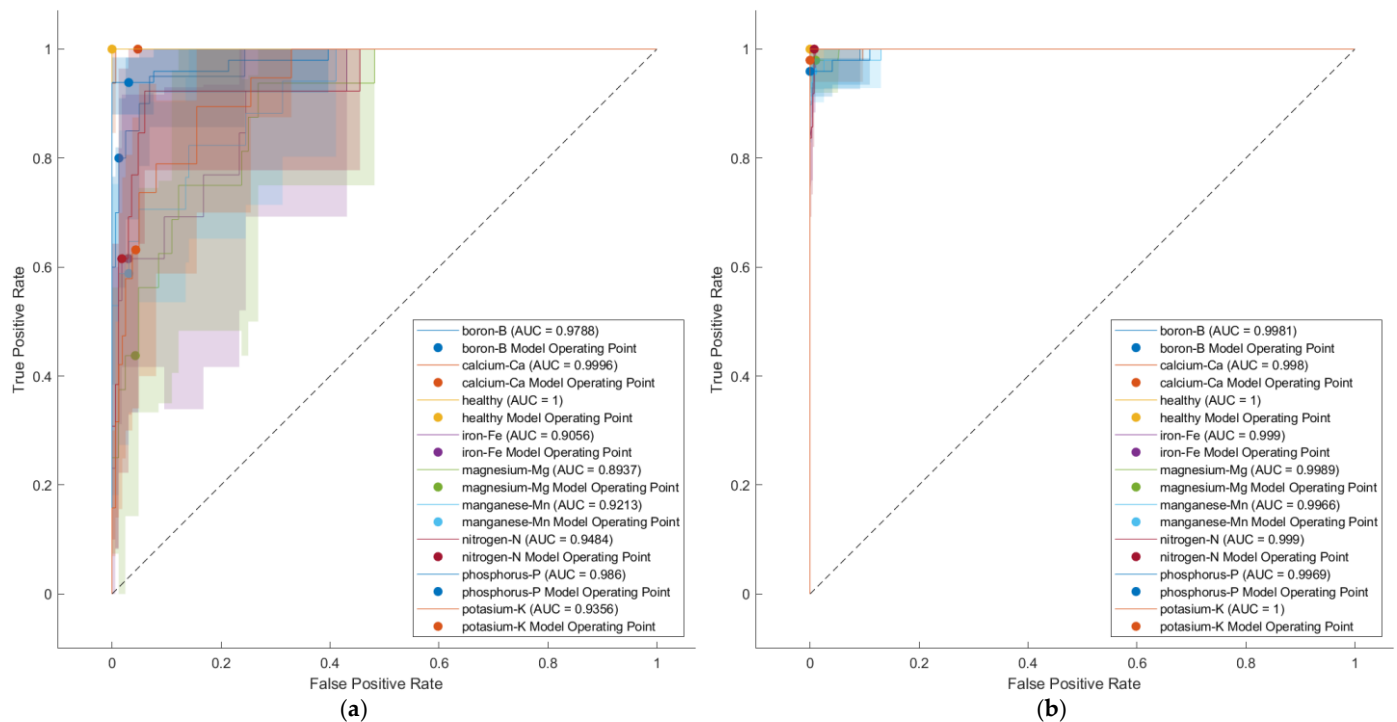 1
0.8
0.6
0.4
0.2
0
True Positive Rate
0
0.2
0.4
0.6
0.8
1
False Positive Rate
boron-B (AUC = 0.9788)
boron-B Model Operating Point
calcium-Ca (AUC = 0.9996)
calcium-Ca Model Operating Point
healthy (AUC = 1)
healthy Model Operating Point
iron-Fe (AUC = 0.9056)
iron-Fe Model Operating Point
magnesium-Mg (AUC = 0.8937)
magnesium-Mg Model Operating Point
manganese-Mn (AUC = 0.9213)
manganese-Mn Model Operating Point
nitrogen-N (AUC = 0.9484)
nitrogen-N Model Operating Point
phosphorus-P (AUC = 0.986)
phosphorus-P Model Operating Point
potasium-K (AUC = 0.9356)
potasium-K Model Operating Point
(a)
1
0.8
0.6
0.4
0.2
0
True Positive Rate
0
0.2
0.4
0.6
0.8
1
False Positive Rate
boron-B (AUC = 0.9981)
boron-B Model Operating Point
calcium-Ca (AUC = 0.998)
calcium-Ca Model Operating Point
healthy (AUC = 1)
healthy Model Operating Point
iron-Fe (AUC = 0.999)
iron-Fe Model Operating Point
magnesium-Mg (AUC = 0.9989)
magnesium-Mg Model Operating Point
manganese-Mn (AUC = 0.9966)
manganese-Mn Model Operating Point
nitrogen-N (AUC = 0.999)
nitrogen-N Model Operating Point
phosphorus-P (AUC = 0.9969)
phosphorus-P Model Operating Point
potasium-K (AUC = 1)
potasium-K Model Operating Point
(b)